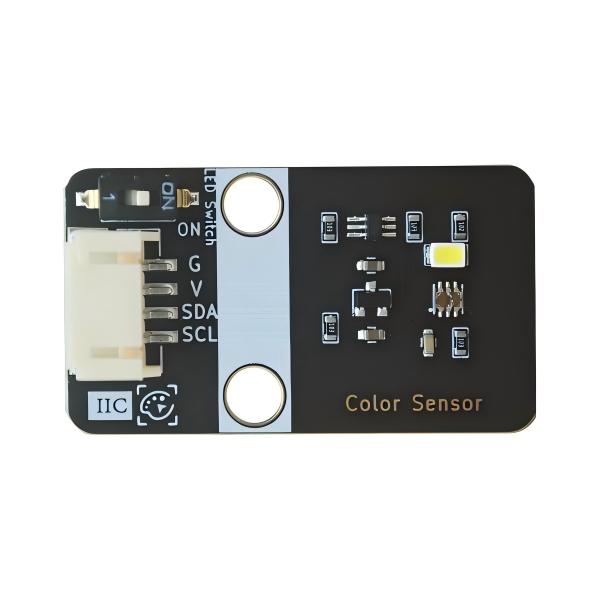 1 ON
LED Switch
ON
G
V
SDA
SCL
IIC
Color Sensor